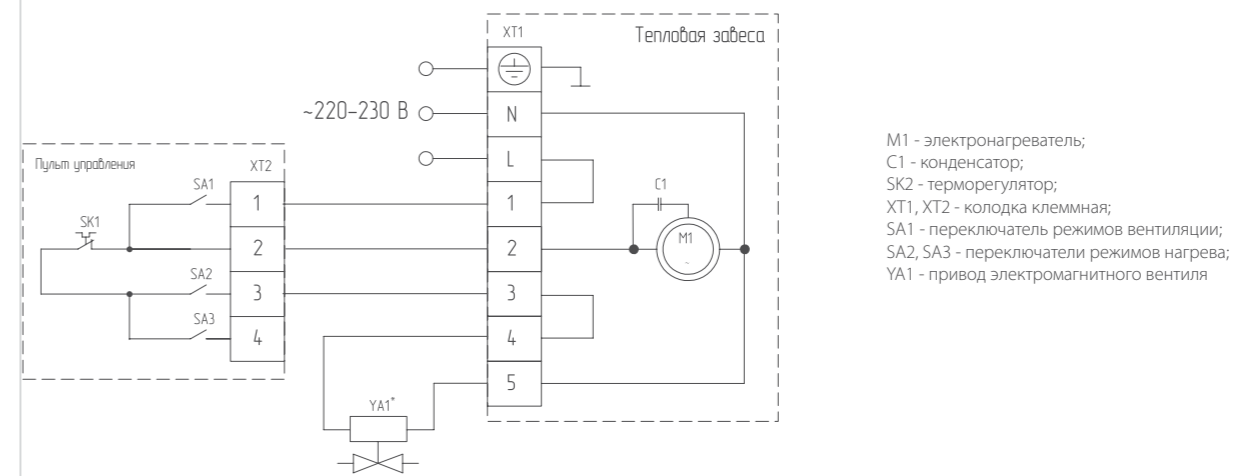 XT1
Тепловая завеса
~220-230 В
N
L
1
2
3
4
5
Пульт управления
XT2
SA1
1
SK1
2
SA2
3
SA3
4
C1
M1
~
YA1*
M1 - электронагреватель;
C1 - конденсатор;
SK2 - терморегулятор;
XT1, XT2 - колодка клеммная;
SA1 - переключатель режимов вентиляции;
SA2, SA3 - переключатели режимов нагрева;
YA1 - привод электромагнитного вентиля